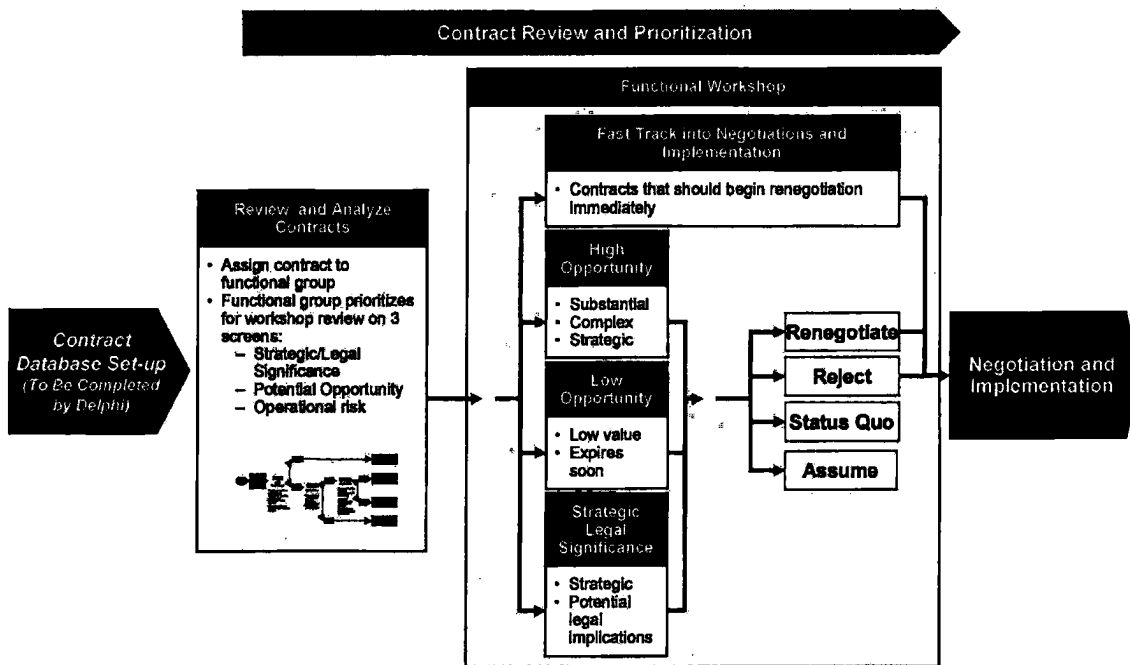 Contract Review and Prioritization
Functional Workshop
Fast Track into Negotiations and
Implementation
• Contracts that should begin renegotiation
immediately
Review and Analyze
Contracts
• Assign contract to
functional group
• Functional group prioritizes
for workshop review on 3
screens:
– Strategic/Legal
Significance
– Potential Opportunity
– Operational risk
Contract
Database Set-up
(To Be Completed
by Delphi)
High
Opportunity
• Substantial
• Complex
• Strategic
Low
Opportunity
• Low value
• Expires
soon
Strategic
Legal
Significance
• Strategic
• Potential
legal
implications
Renegotiate
Reject
Status Quo
Assume
Negotiation and
Implementation